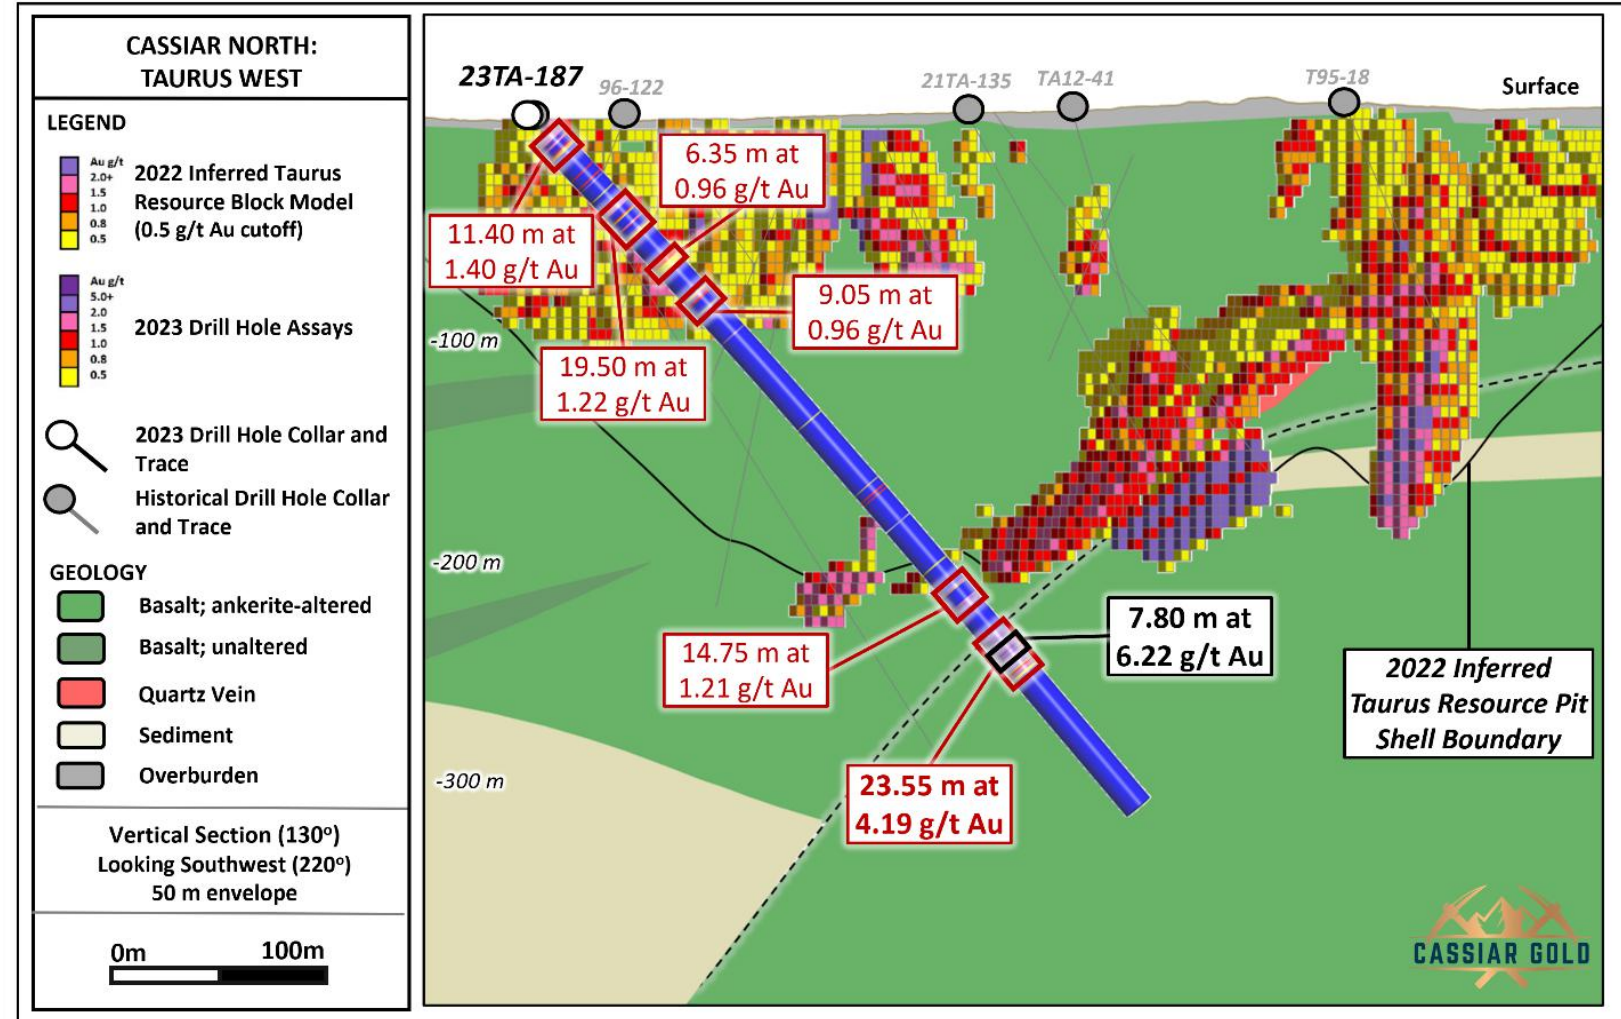 CASSIAR NORTH:
TAURUS WEST
LEGEND
Au g/t
2.0+
1.5
1.0
0.8
0.5
2022 Inferred Taurus
Resource Block Model
(0.5 g/t Au cutoff)
Au g/t
5.0+
2.0
1.5
1.0
0.8
0.5
2023 Drill Hole Assays
2023 Drill Hole Collar and
Trace
Historical Drill Hole Collar
and Trace
GEOLOGY
Basalt; ankerite-altered
Basalt; unaltered
Quartz Vein
Sediment
Overburden
Vertical Section (130º)
Looking Southwest (220º)
50 m envelope
0m 100m
23TA-187
96-122
21TA-135
TA12-41
T95-18
Surface
6.35 m at
0.96 g/t Au
11.40 m at
1.40 g/t Au
9.05 m at
0.96 g/t Au
-100 m
19.50 m at
1.22 g/t Au
-200 m
7.80 m at
6.22 g/t Au
14.75 m at
1.21 g/t Au
2022 Inferred
Taurus Resource Pit
Shell Boundary
-300 m
23.55 m at
4.19 g/t Au
CASSIAR GOLD